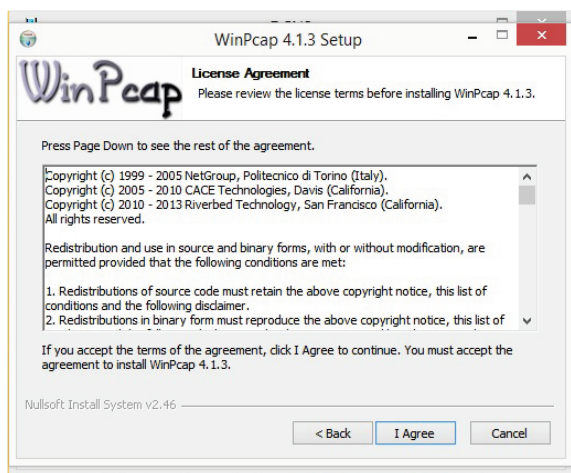 WinPcap 4.1.3 Setup
WinPcap
License Agreement
Please review the license terms before installing WinPcap 4.1.3.
Press Page Down to see the rest of the agreement.
Copyright (c) 1999 - 2005 NetGroup, Politecnico di Torino (Italy).
Copyright (c) 2005 - 2010 CACE Technologies, Davis (California).
Copyright (c) 2010 - 2013 Riverbed Technology, San Francisco (California).
All rights reserved.
Redistribution and use in source and binary forms, with or without modification, are
permitted provided that the following conditions are met:
1. Redistributions of source code must retain the above copyright notice, this list of
conditions and the following disclaimer.
2. Redistributions in binary form must reproduce the above copyright notice, this list of
If you accept the terms of the agreement, click I Agree to continue. You must accept the
agreement to install WinPcap 4.1.3.
Nullsoft Install System v2.46
< Back
I Agree
Cancel